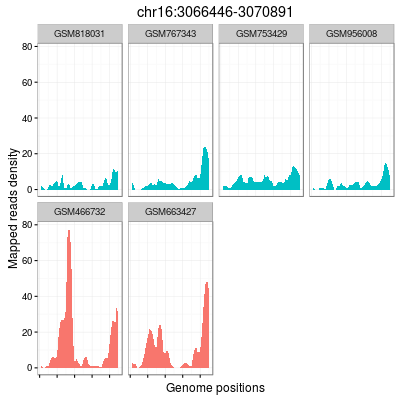 chr16:3066446-3070891
GSM818031 GSM767343 GSM753429 GSM956008
80
60
40
20
0
Mapped reads density
GSM466732 GSM663427
80
60
40
20
0
Genome positions